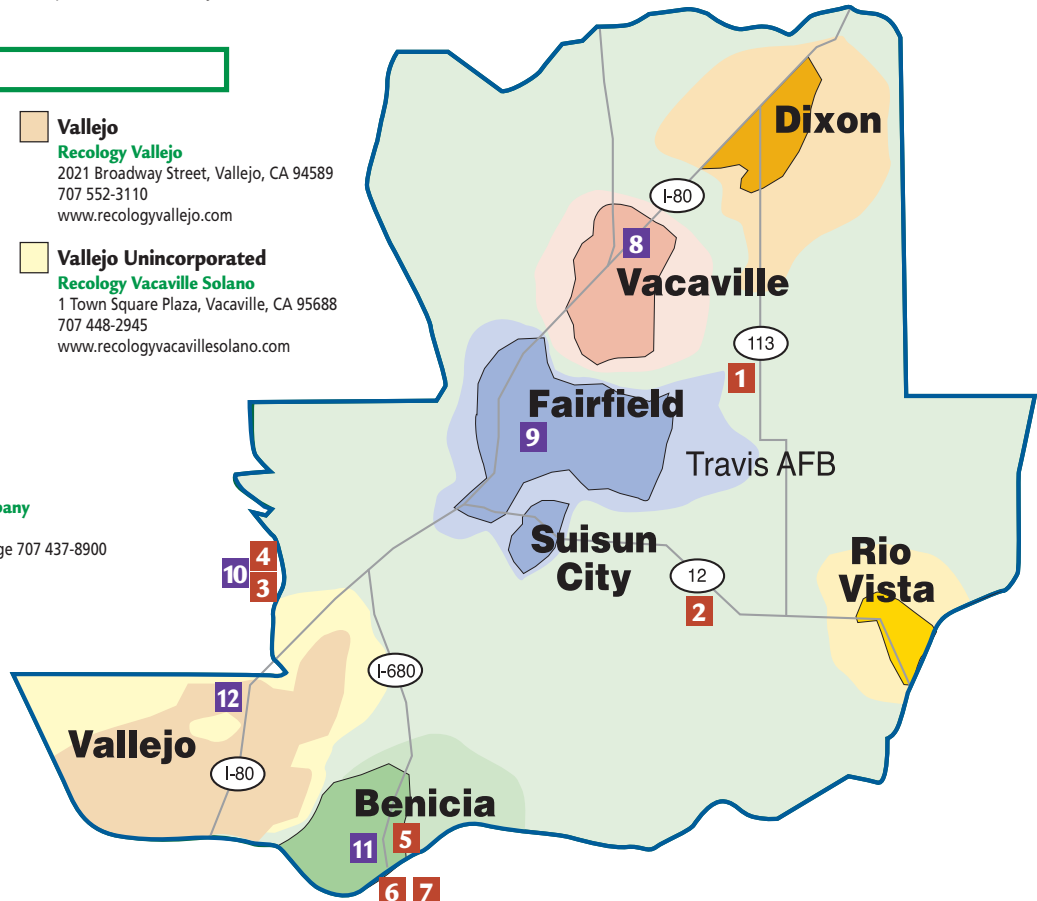 Vallejo
Recology Vallejo
2021 Broadway Street, Vallejo, CA 94589
707 552-3110
www.recologyvallejo.com
Vallejo Unincorporated
Recology Vacaville Solano
1 Town Square Plaza, Vacaville, CA 95688
707 448-2945
www.recologyvacavillesolano.com
pany
ge 707 437-8900
Dixon
I-80
8
Vacaville
113
1
Fairfield
9
Travis AFB
Suisun
City
12
2
Rio
Vista
10
4
3
I-680
12
Vallejo
I-80
Benicia
11
5
6
7